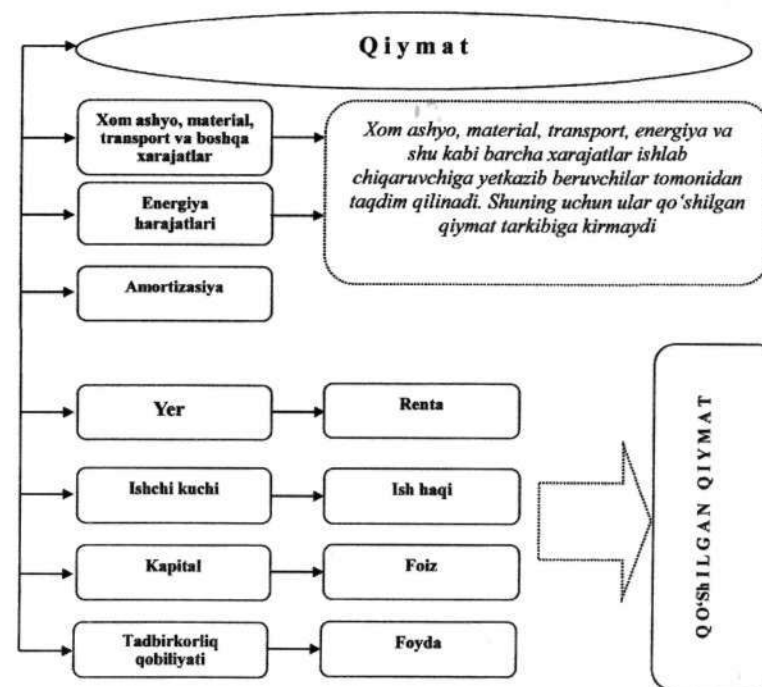 Qiymat
Xom ashyo, material,
transport va boshqa
xarajatlar
Xom ashyo, material, transport, energiya va
shu kabi barcha xarajatlar ishlab
chiqaruvchiga yetkazib beruvchilar tomonidan
taqdim qilinadi. Shuning uchun ular qo‘shilgan
qiymat tarkibiga kirmaydi
Energiya
harajatlari
Amortizasiya
Yer
Renta
Ishchi kuchi
Ish haqi
Kapital
Foiz
Tadbirkorliq
qobiliyati
Foyda
QO‘ShILGAN QIYMAT